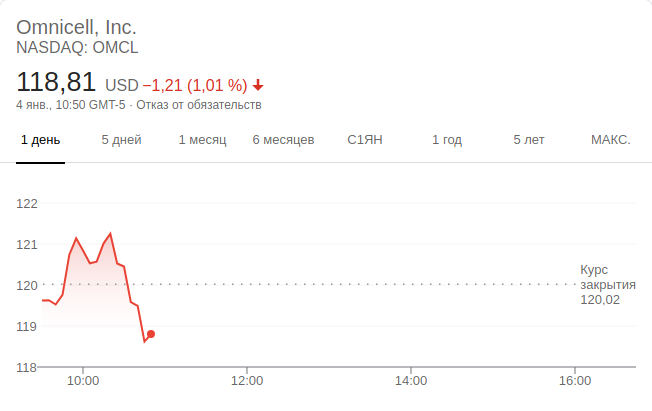 Omnicell, Inc.
NASDAQ: OMCL
118,81 USD −1,21 (1,01 %)
4 янв., 10:50 GMT-5 · Отказ от обязательств
1 день 5 дней 1 месяц 6 месяцев С1ЯН 1 год 5 лет МАКС.
122
121
120
119
118
Курс
закрытия
120,02
10:00 12:00 14:00 16:00